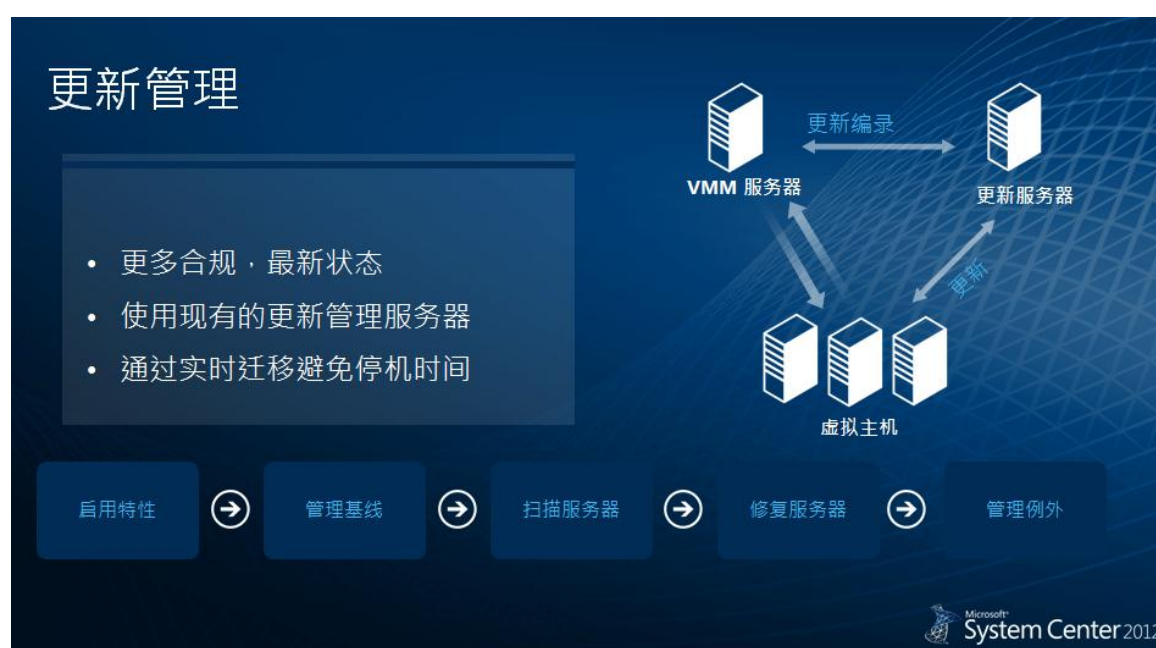 更新管理
更多合规,最新状态
使用现有的更新管理服务器
通过实时迁移避免停机时间
更新编录
VMM 服务器
更新服务器
更新
虚拟主机
启用特性
管理基线
扫描服务器
修复服务器
管理例外
Microsoft®
System Center 2012